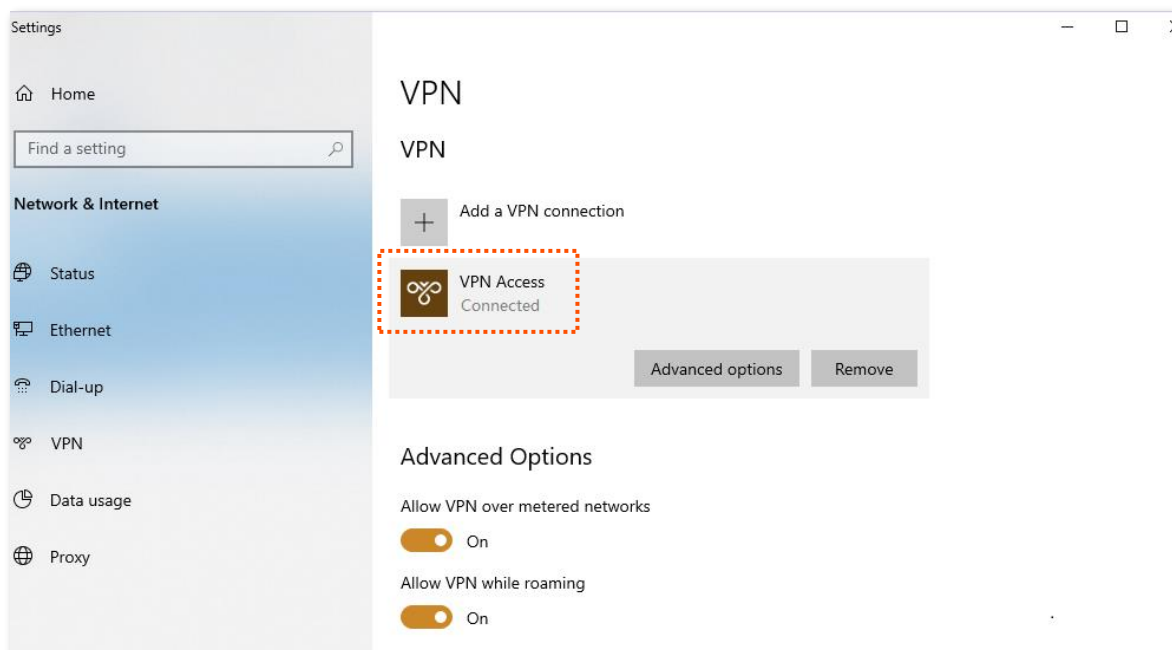 Settings
Home
Find a setting
Network & Internet
Status
Ethernet
Dial-up
VPN
Data usage
Proxy
VPN
VPN
Add a VPN connection
VPN Access
Connected
Advanced options
Remove
Advanced Options
Allow VPN over metered networks
On
Allow VPN while roaming
On